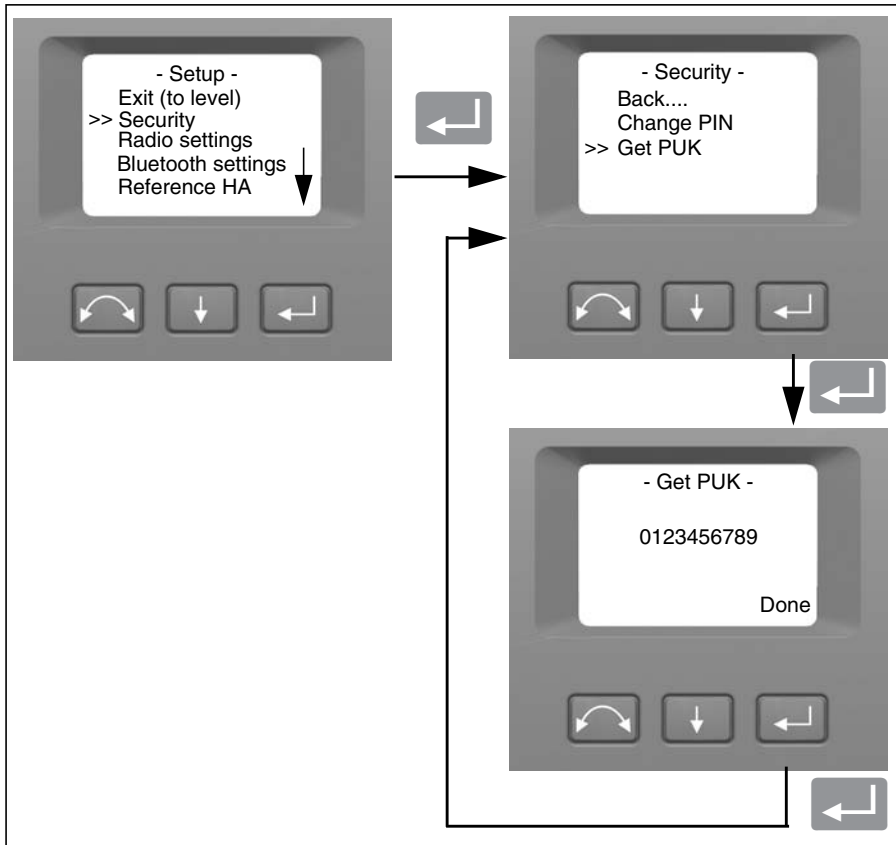 - Setup -
Exit (to level)
>> Security
Radio settings
Bluetooth settings
Reference HA
- Security -
Back....
Change PIN
>> Get PUK
- Get PUK -
0123456789
Done